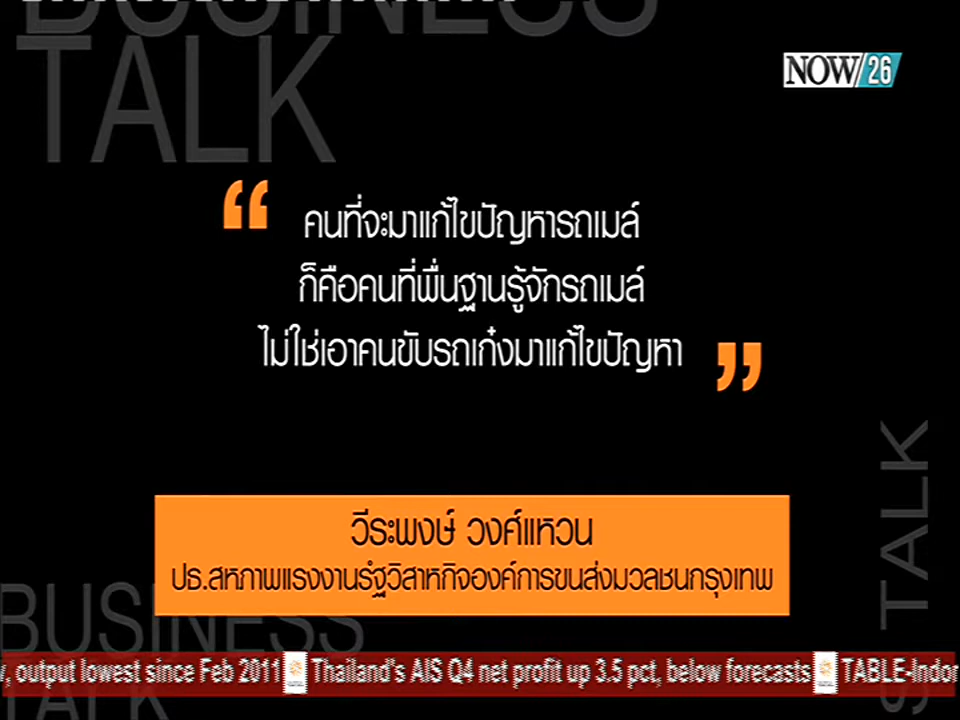 BUSINESS
TALK
NOW 26
“ คนที่จะมาแก้ไขปัญหารถเมล์
ก็คือคนที่พื้นฐานรู้จักรถเมล์
ไม่ใช่เอาคนขับรถเก๋งมาแก้ไขปัญหา ”
TALK
วีระพงษ์ วงศ์แหวน
ปธ.สหภาพแรงงานรัฐวิสาหกิจองค์การขนส่งมวลชนกรุงเทพ
BUSINESS
, output lowest since Feb 2011 Thailand's AIS Q4 net profit up 3.5 pct, below forecasts TABLE-Indo
TALK